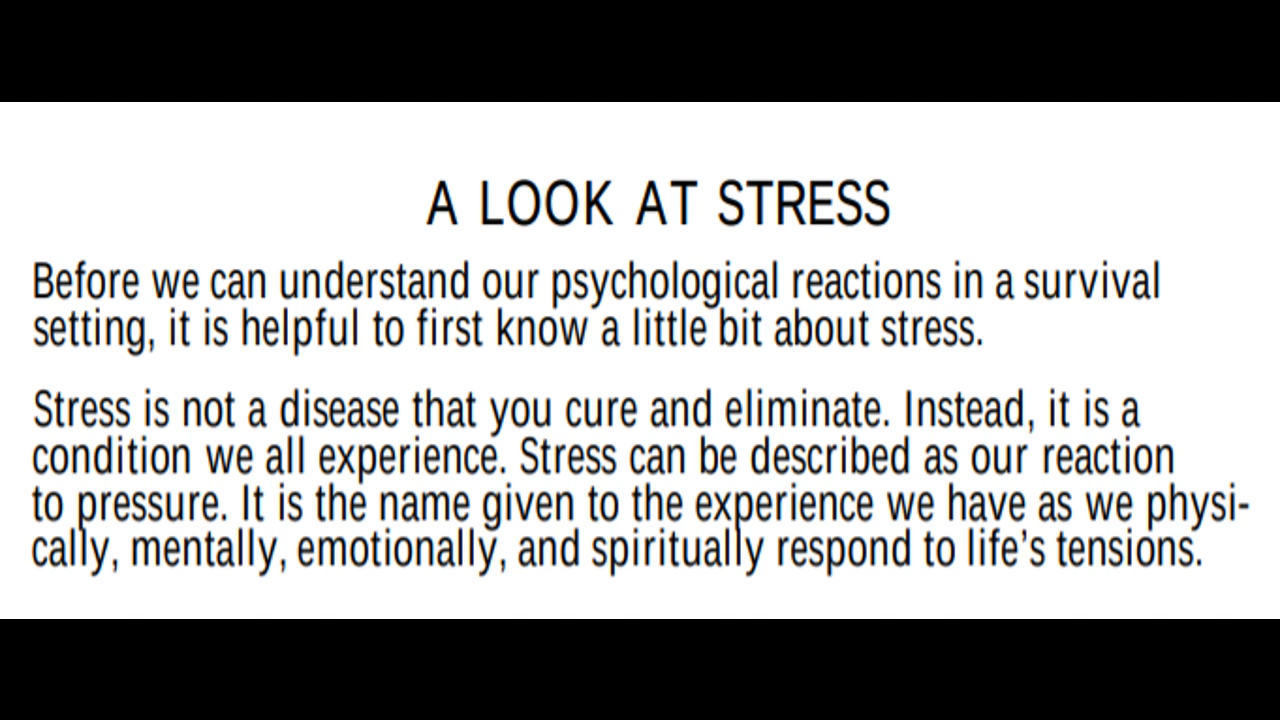 A LOOK AT STRESS
Before we can understand our psychological reactions in a survival
setting, it is helpful to first know a little bit about stress.
Stress is not a disease that you cure and eliminate. Instead, it is a
condition we all experience. Stress can be described as our reaction
to pressure. It is the name given to the experience we have as we physi-
cally, mentally, emotionally, and spiritually respond to life’s tensions.